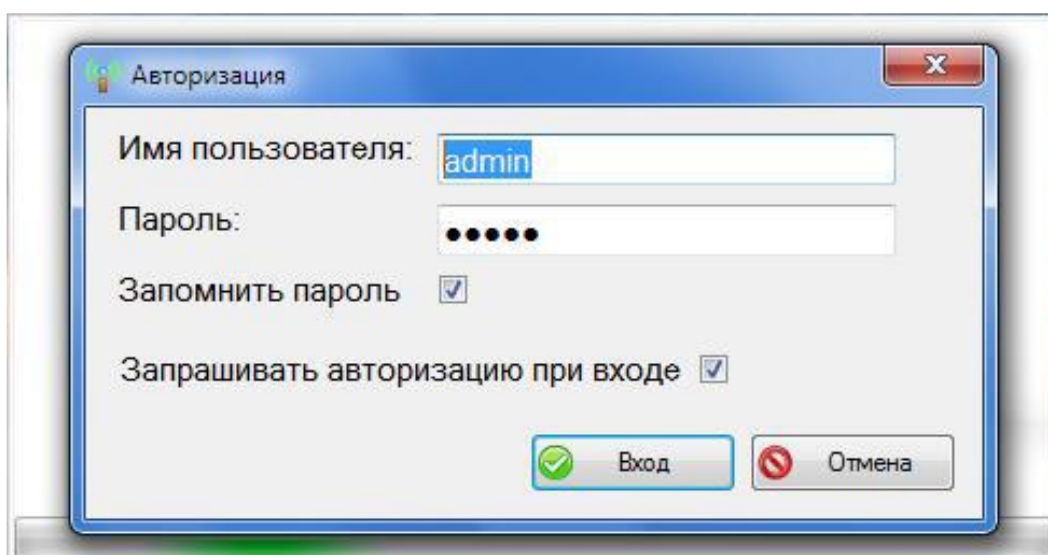 Авторизация
Имя пользователя: admin
Пароль: •••••
Запомнить пароль
Запрашивать авторизацию при входе
Вход Отмена